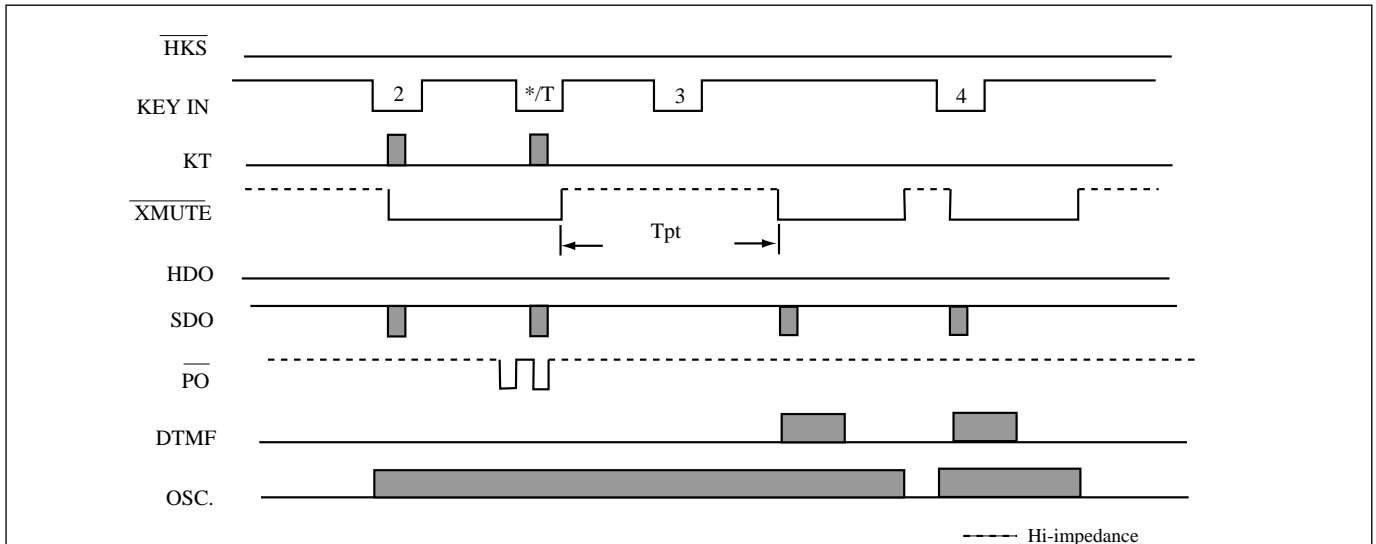 HKS
KEY IN 2 */T 3 4
KT
XMUTE
Tpt
HDO
SDO
PO
DTMF
OSC.
Hi-impedance